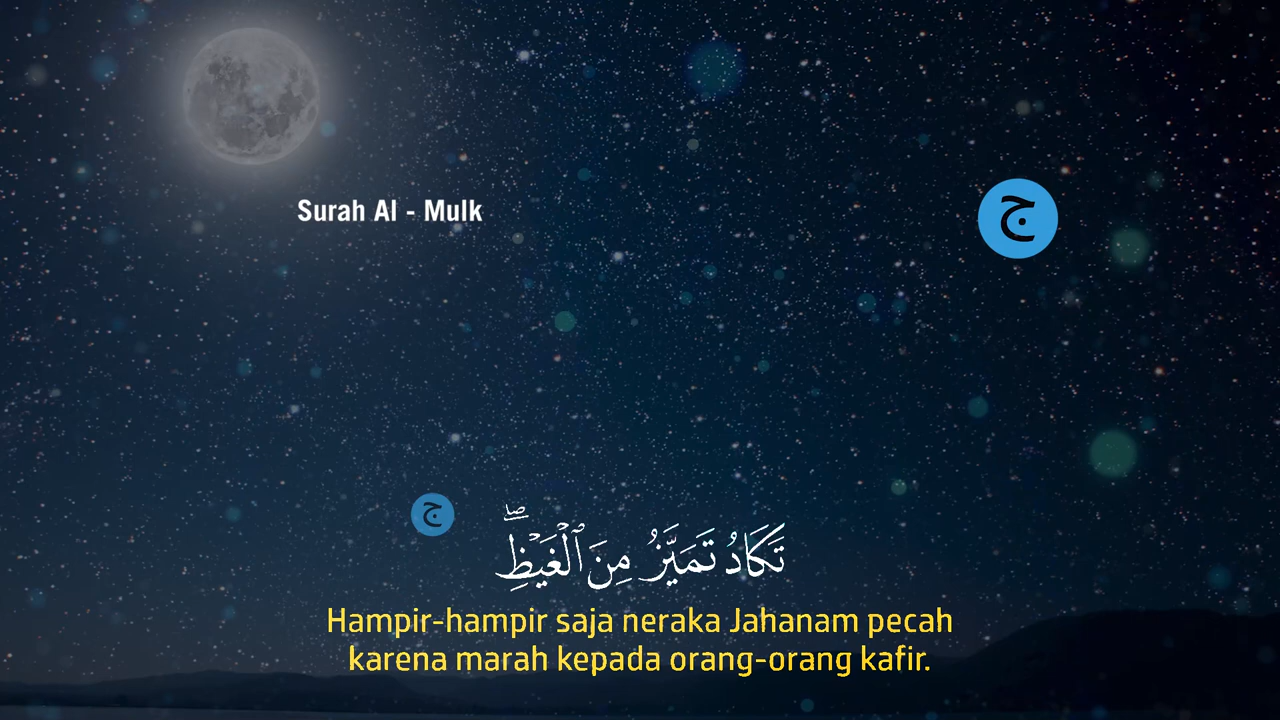 Surah Al - Mulk
ج
ج
تَكَادُ تَمَيَّزُ مِنَ ٱلْغَيْظِۖ
Hampir-hampir saja neraka Jahanam pecah
karena marah kepada orang-orang kafir.